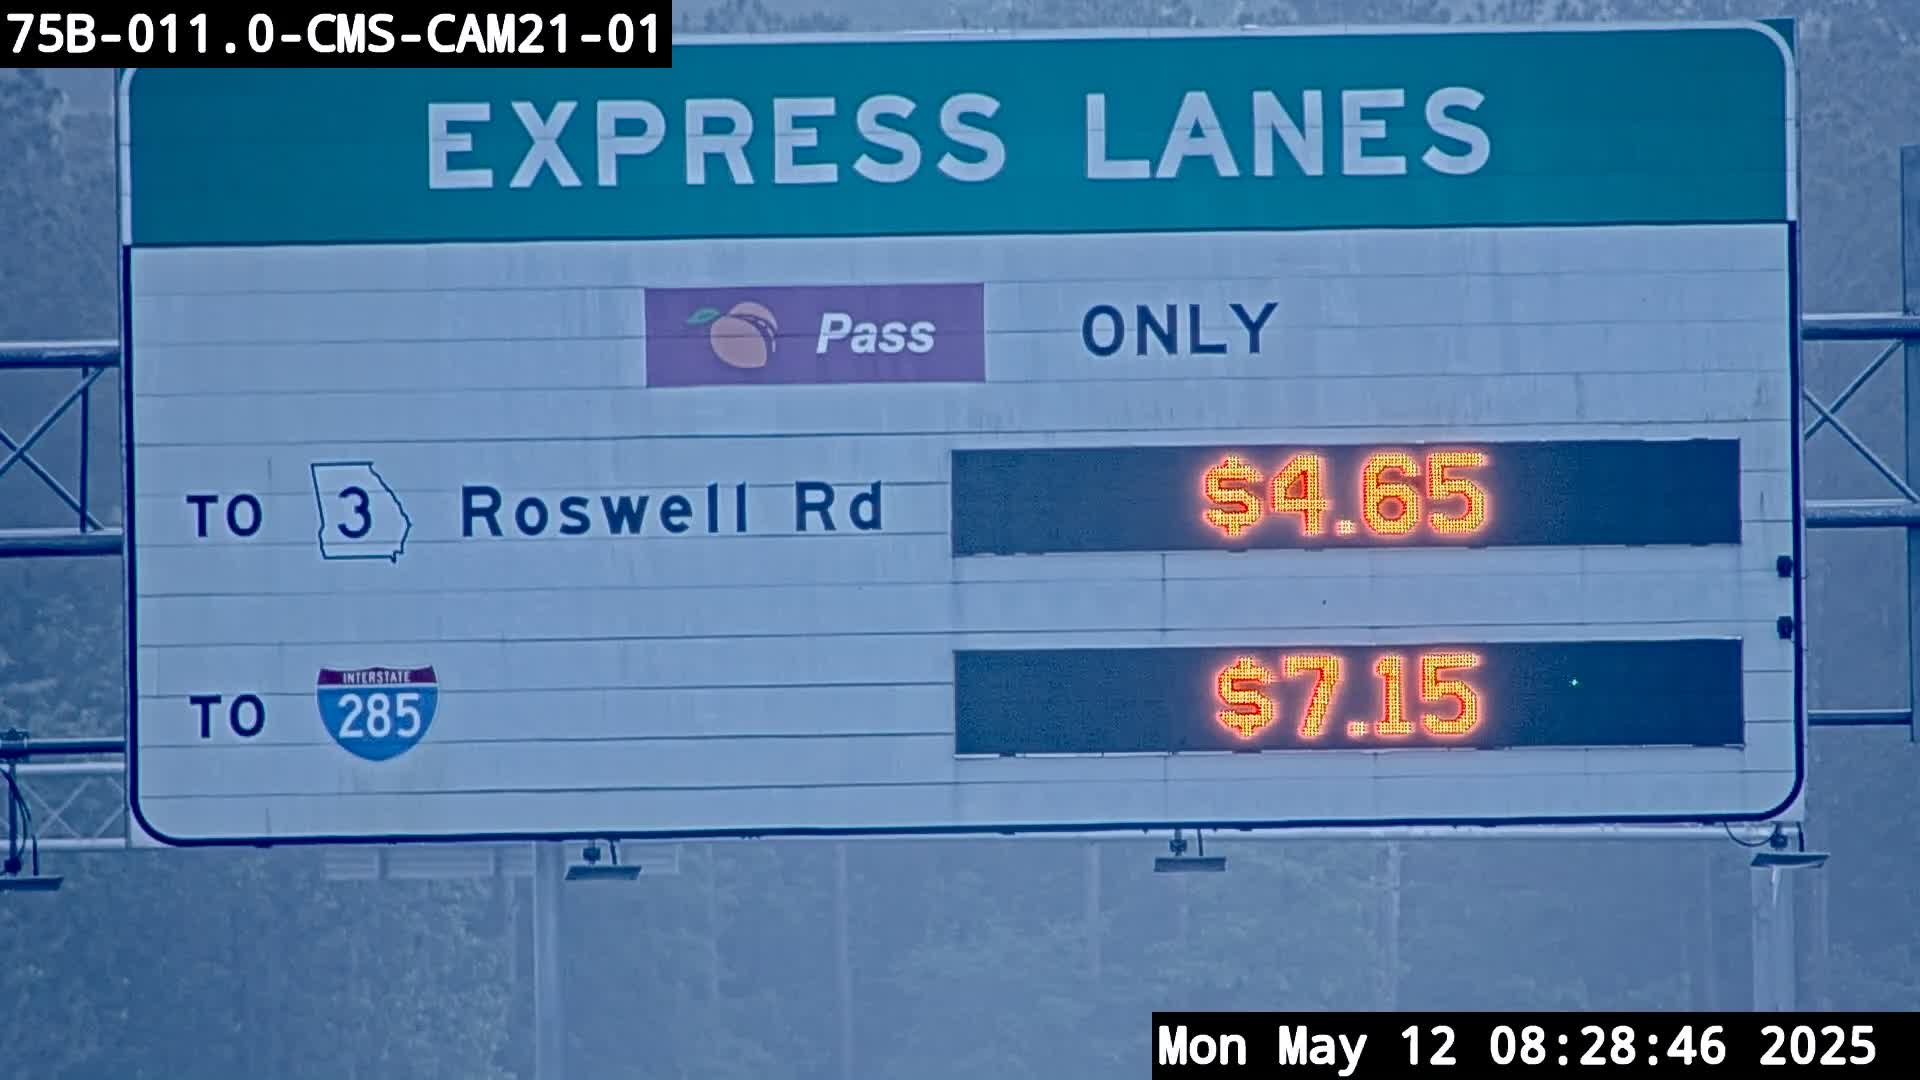 75B-011.0-CMS-CAM21-01
EXPRESS LANES
Pass ONLY
TO 3 Roswell Rd $4.65
TO INTERSTATE 285 $7.15
Mon May 12 08:28:46 2025